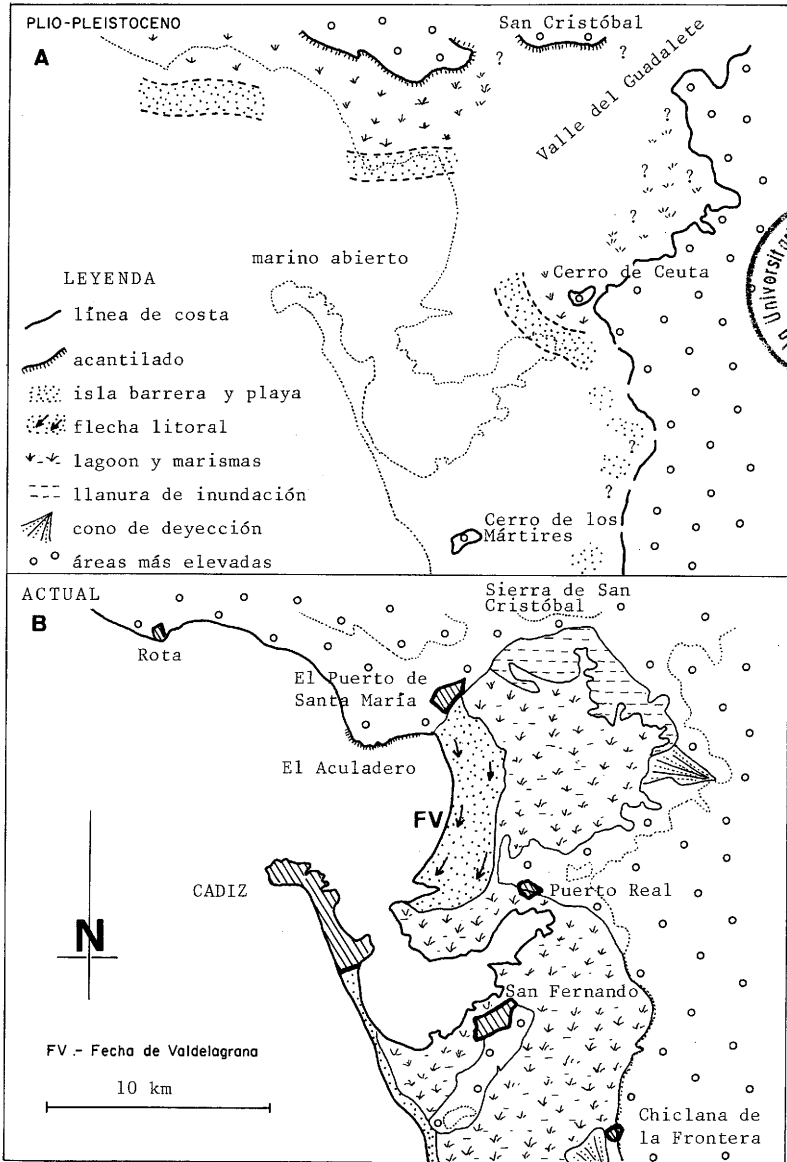 PLIO-PLEISTOCENO
A
San Cristóbal
?
?
Valle del Guadalete
?
?
?
?
marino abierto
Cerro de Ceuta
LEYENDA
línea de costa
acantilado
isla barrera y playa
flecha litoral
lagoon y marismas
llanura de inundación
cono de deyección
áreas más elevadas
?
?
Cerro de los
Mártires
Universitar
ACTUAL
B
Rota
Sierra de San
Cristóbal
El Puerto de
Santa María
El Aculadero
FV
CADIZ
Puerto Real
N
San Fernando
FV.- Fecha de Valdelagrana
10 km
Chiclana de
la Frontera